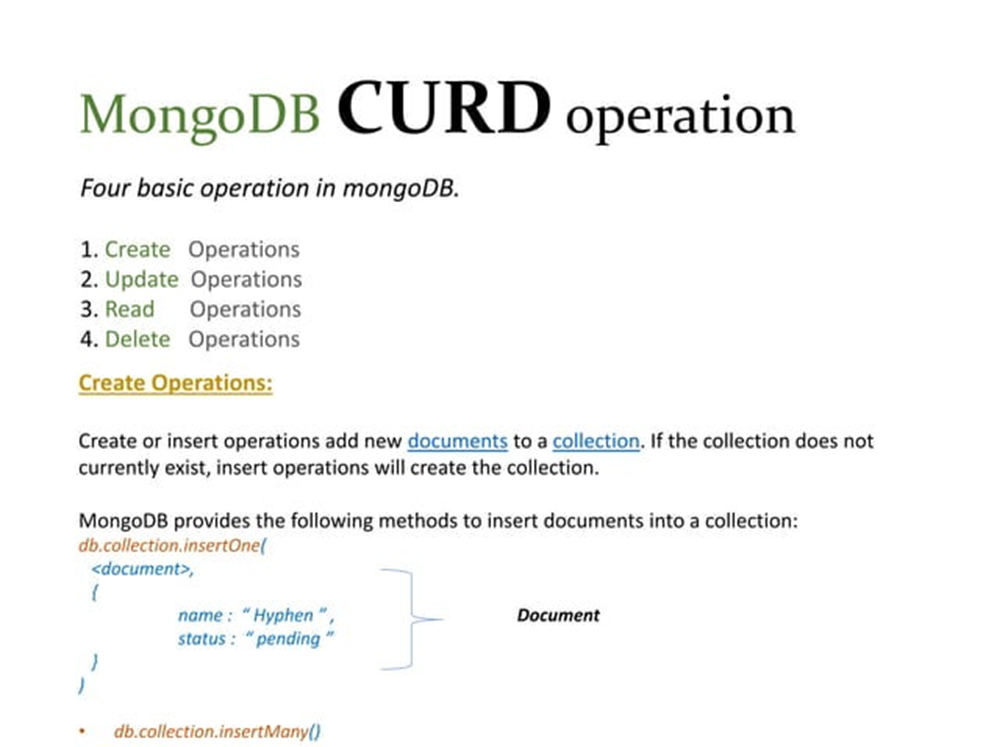 MongoDB CURD operation
Four basic operation in mongoDB.
1. Create Operations
2. Update Operations
3. Read Operations
4. Delete Operations
Create Operations:
Create or insert operations add new documents to a collection. If the collection does not
currently exist, insert operations will create the collection.
MongoDB provides the following methods to insert documents into a collection:
db.collection.insertOne(
<document>,
{
name : “ Hyphen ” ,
status : “ pending ”
Document
}
)
• db.collection.insertMany()